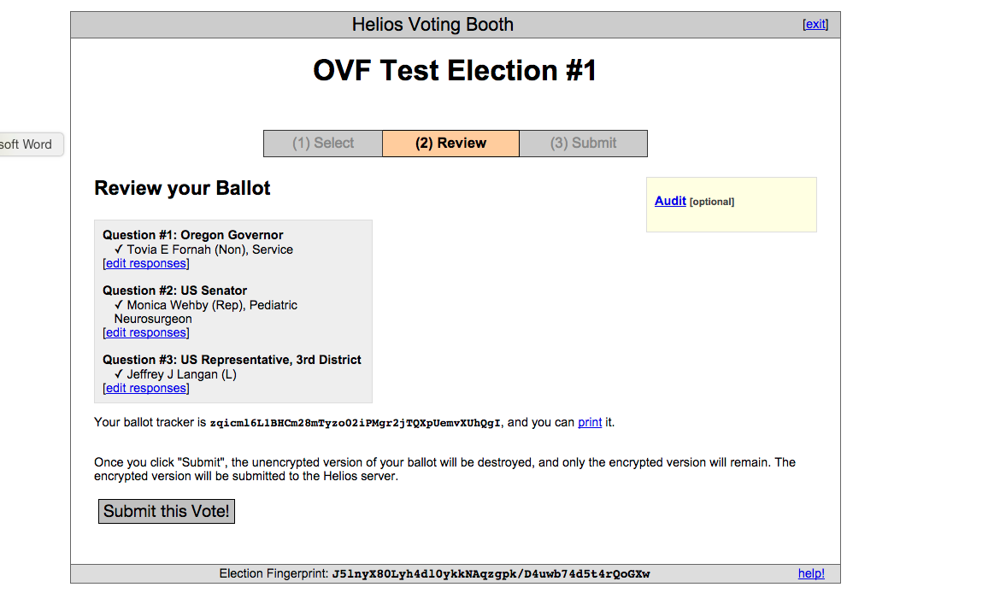 Helios Voting Booth [exit]
OVF Test Election #1
soft Word
(1) Select (2) Review (3) Submit
Review your Ballot
Audit [optional]
Question #1: Oregon Governor
✓ Tovia E Fornah (Non), Service
[edit responses]
Question #2: US Senator
✓ Monica Wehby (Rep), Pediatric
Neurosurgeon
[edit responses]
Question #3: US Representative, 3rd District
✓ Jeffrey J Langan (L)
[edit responses]
Your ballot tracker is zqicml6L1BHCm28mTyzo02iPMgr2jTQXpUemvXUhQgI, and you can print it.
Once you click "Submit", the unencrypted version of your ballot will be destroyed, and only the encrypted version will remain. The
encrypted version will be submitted to the Helios server.
Submit this Vote!
Election Fingerprint: J5lnyX80Lyh4dl0ykkNAqzgpk/D4uwb74d5t4rQoGXw help!